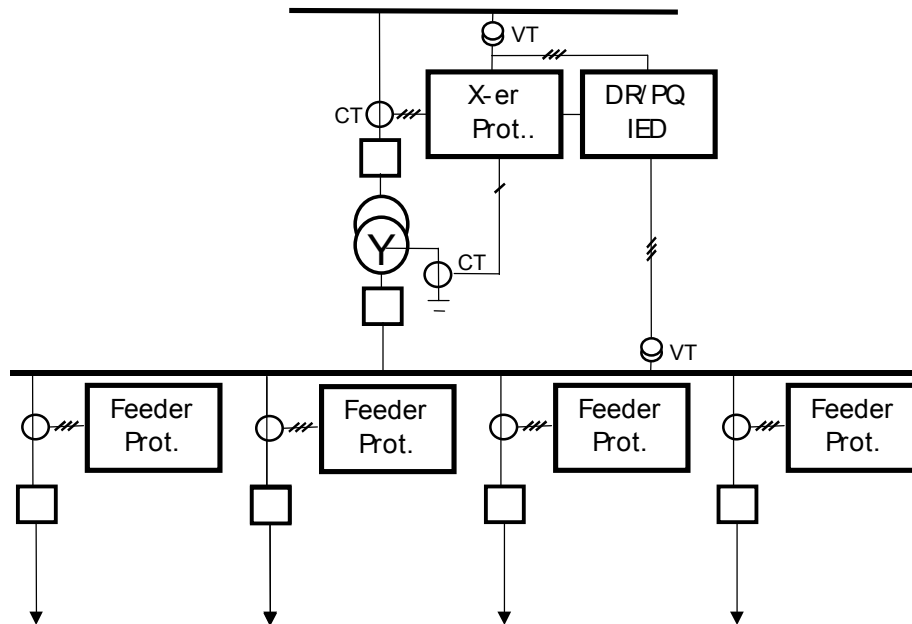 VT
CT
X-er
Prot..
DR/PQ
IED
Y
CT
VT
Feeder
Prot.
Feeder
Prot.
Feeder
Prot.
Feeder
Prot.